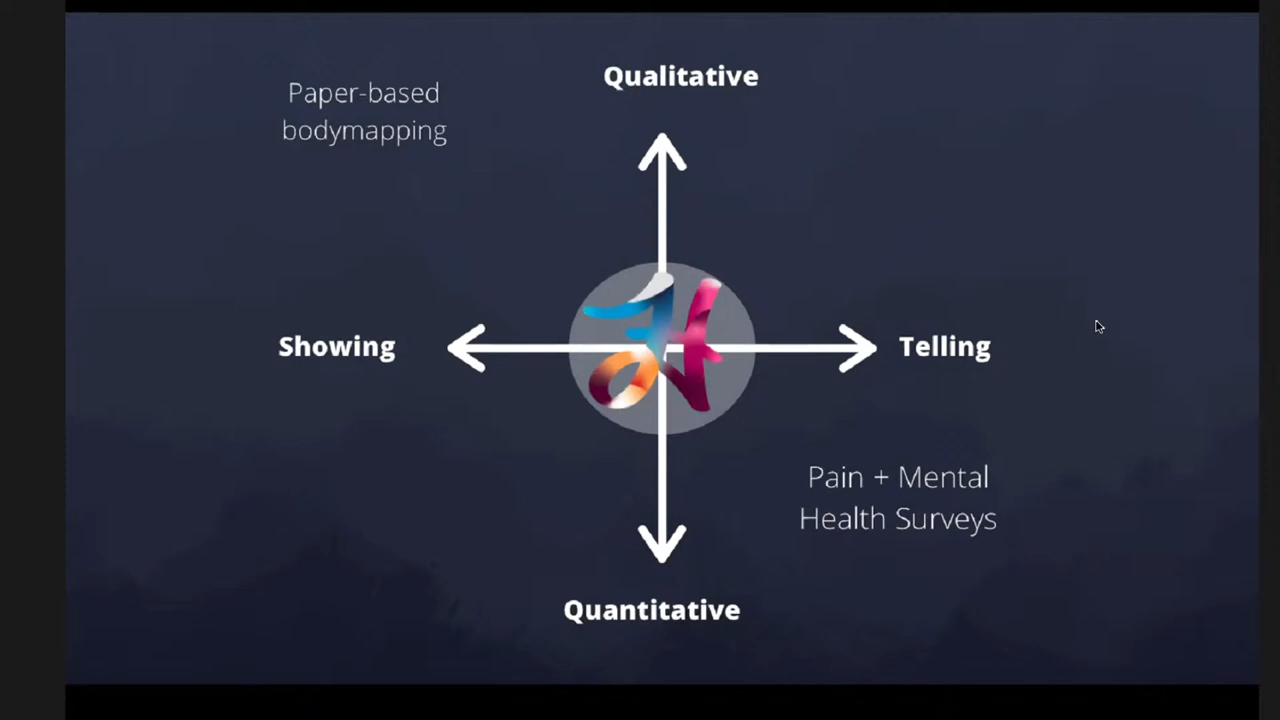 Qualitative
Paper-based
bodymapping
Showing
Telling
Pain + Mental
Health Surveys
Quantitative